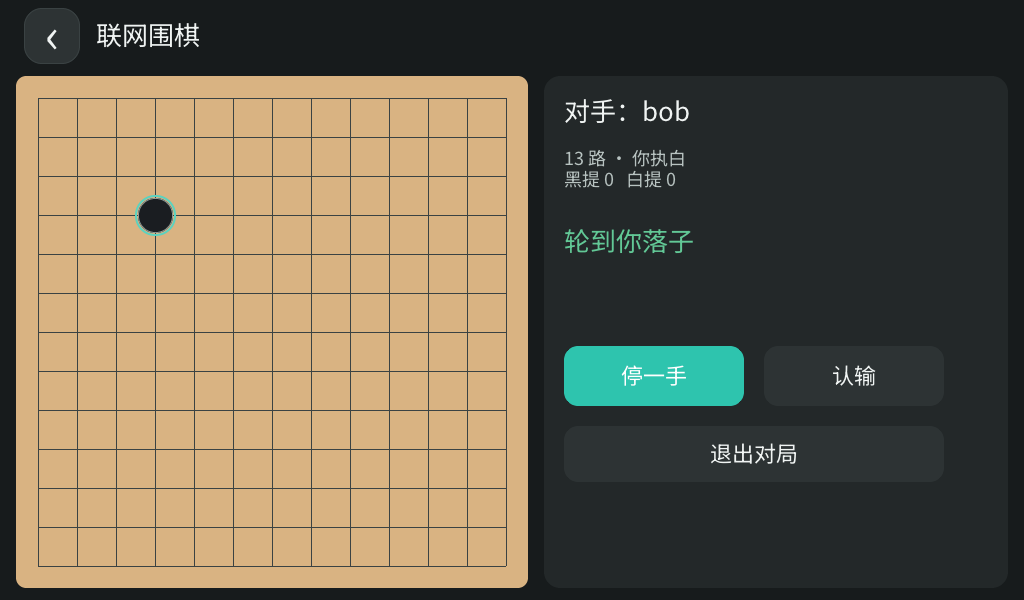 联网围棋
对手：bob
13 路 · 你执白
黑提 0 白提 0
轮到你落子
停一手
认输
退出对局